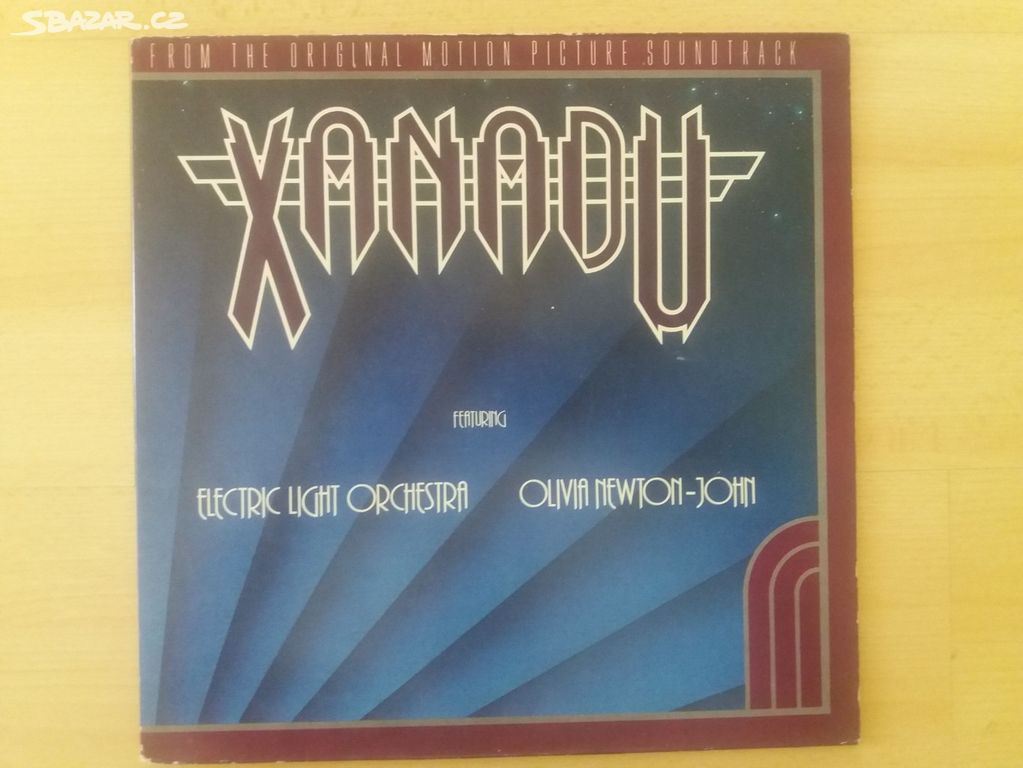 SBAZAR.CZ
FROM THE ORIGINAL MOTION PICTURE SOUNDTRACK
XANADU
FEATURING
ELECTRIC LIGHT ORCHESTRA OLIVIA NEWTON-JOHN